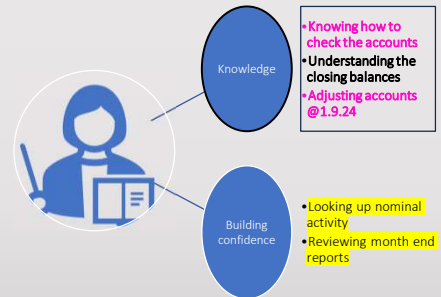 Knowledge
•Knowing how to
check the accounts
•Understanding the
closing balances
•Adjusting accounts
@1.9.24
Building
confidence
•Looking up nominal
activity
•Reviewing month end
reports